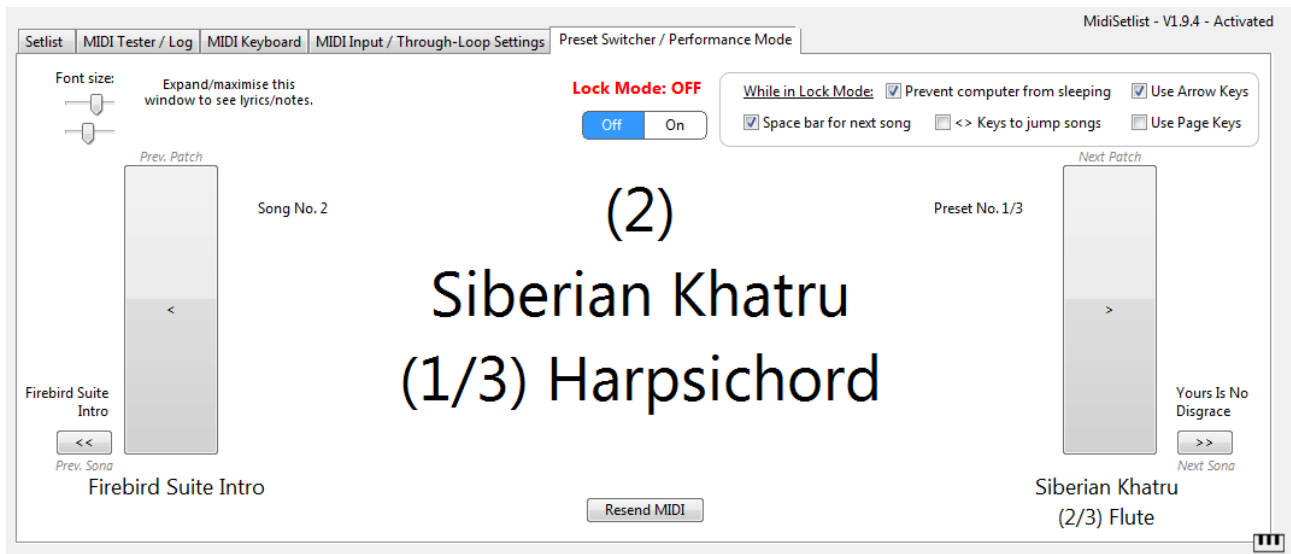 MidiSetlist - V1.9.4 - Activated
Setlist MIDI Tester / Log MIDI Keyboard MIDI Input / Through-Loop Settings Preset Switcher / Performance Mode
Font size:
Expand/maximise this
window to see lyrics/notes.
Lock Mode: OFF
Off On
While in Lock Mode: Prevent computer from sleeping Use Arrow Keys
Space bar for next song <> Keys to jump songs Use Page Keys
Prev. Patch
Next Patch
Song No. 2
(2)
Preset No. 1/3
Siberian Khatru
<
>
(1/3) Harpsichord
Firebird Suite
Intro
<<
Prev. Song
Yours Is No
Disgrace
>>
Next Song
Firebird Suite Intro
Resend MIDI
Siberian Khatru
(2/3) Flute